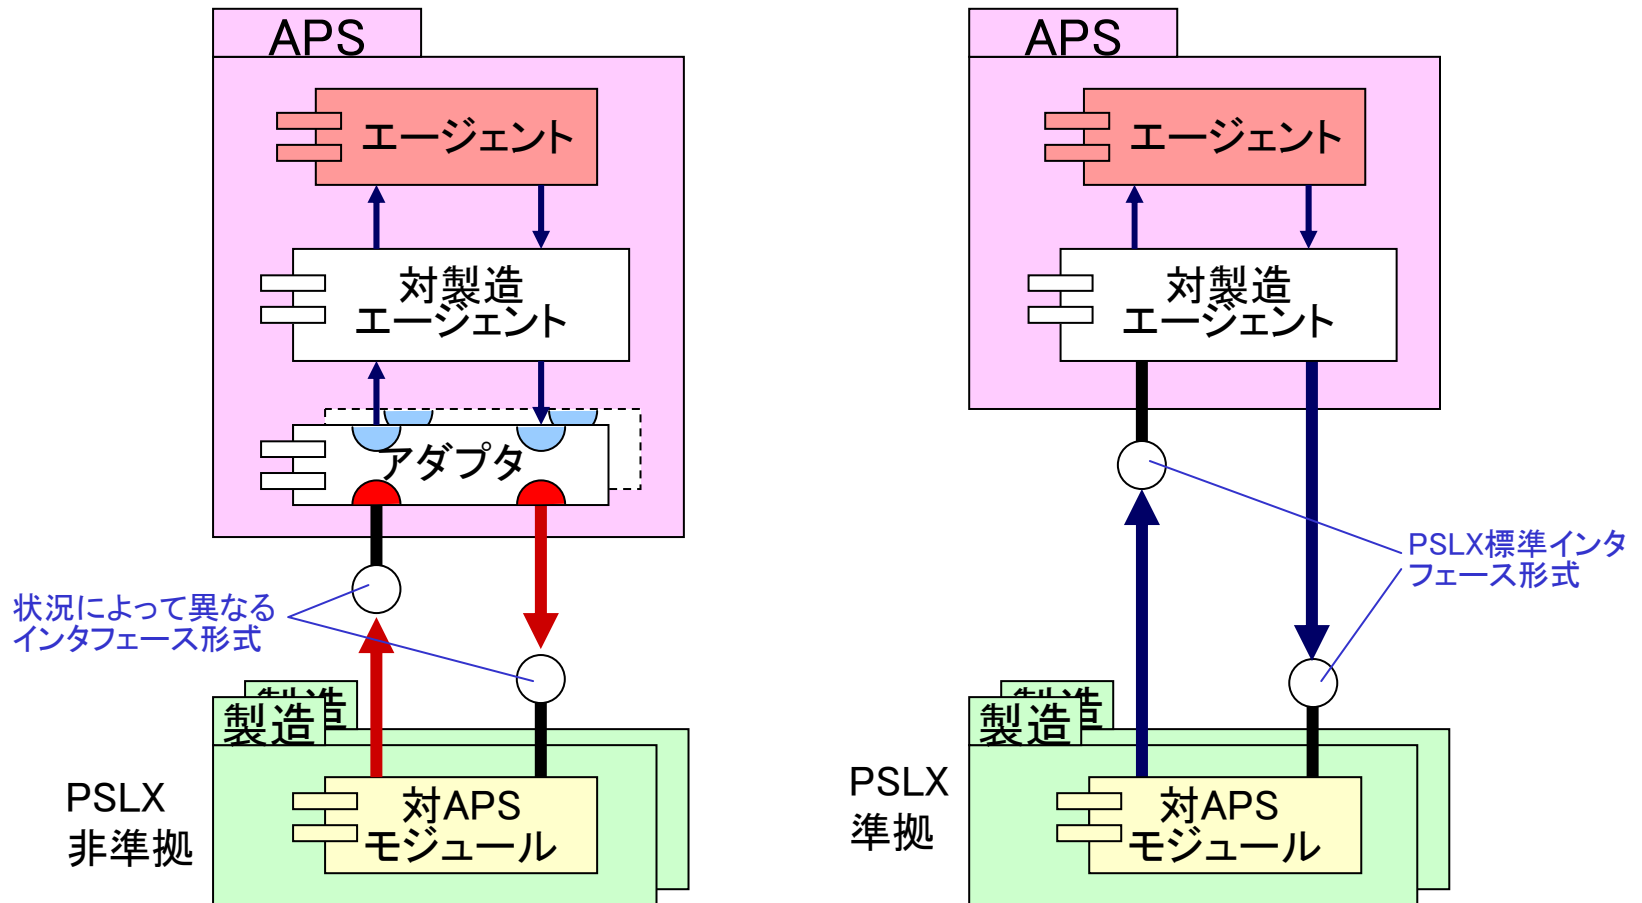 APS
エージェント
対製造
エージェント
アダプタ
状況によって異なる
インタフェース形式
製造
製造
対APS
モジュール
PSLX
非準拠
APS
エージェント
対製造
エージェント
PSLX標準インタ
フェース形式
製造
製造
対APS
モジュール
PSLX
準拠